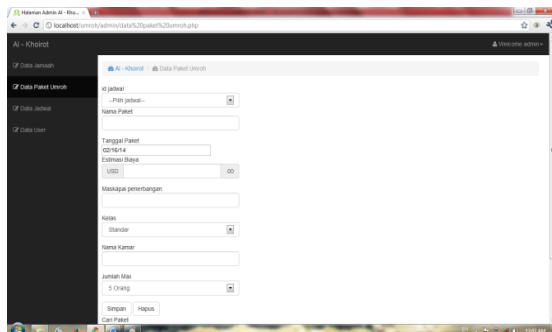 Halaman Admin Al - Kho...
localhost/umroh/admin/data%20paket%20umroh.php
Al - Khoirot
Welcome admin
Data Jamaah
Data Paket Umroh
Data Jadwal
Data User
Al - Khoirot / Data Paket Umroh
id jadwal
--Pilih jadwal--
Nama Paket
Tanggal Paket
02/16/14
Estimasi Biaya
USD .00
Maskapai penerbangan
Kelas
Standar
Nama Kamar
Jumlah Max
5 Orang
Simpan Hapus
Cari Paket